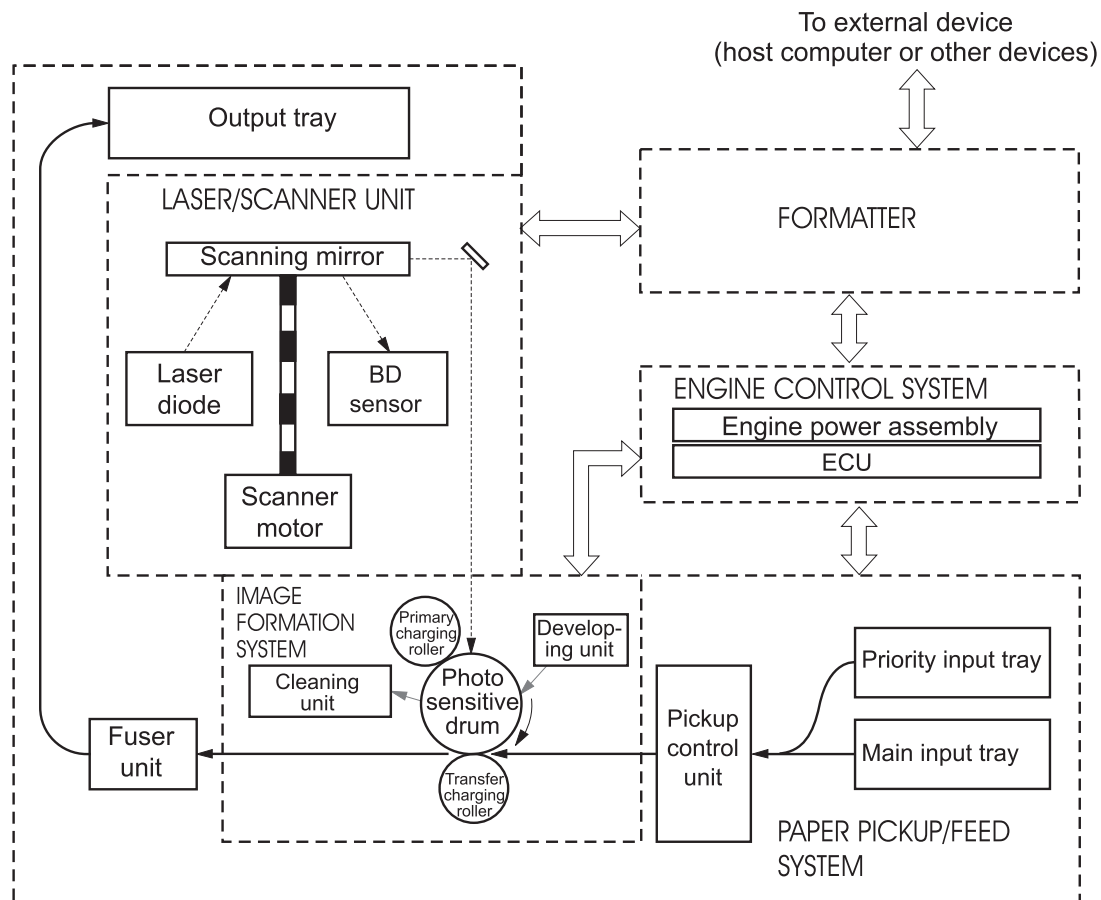 To external device
(host computer or other devices)
Output tray
LASER/SCANNER UNIT
FORMATTER
Scanning mirror
Laser
diode
BD
sensor
Scanner
motor
ENGINE CONTROL SYSTEM
Engine power assembly
ECU
IMAGE
FORMATION
SYSTEM
Primary
charging
roller
Develop-
ing unit
Cleaning
unit
Photo
sensitive
drum
Transfer
charging
roller
Fuser
unit
Pickup
control
unit
Priority input tray
Main input tray
PAPER PICKUP/FEED
SYSTEM